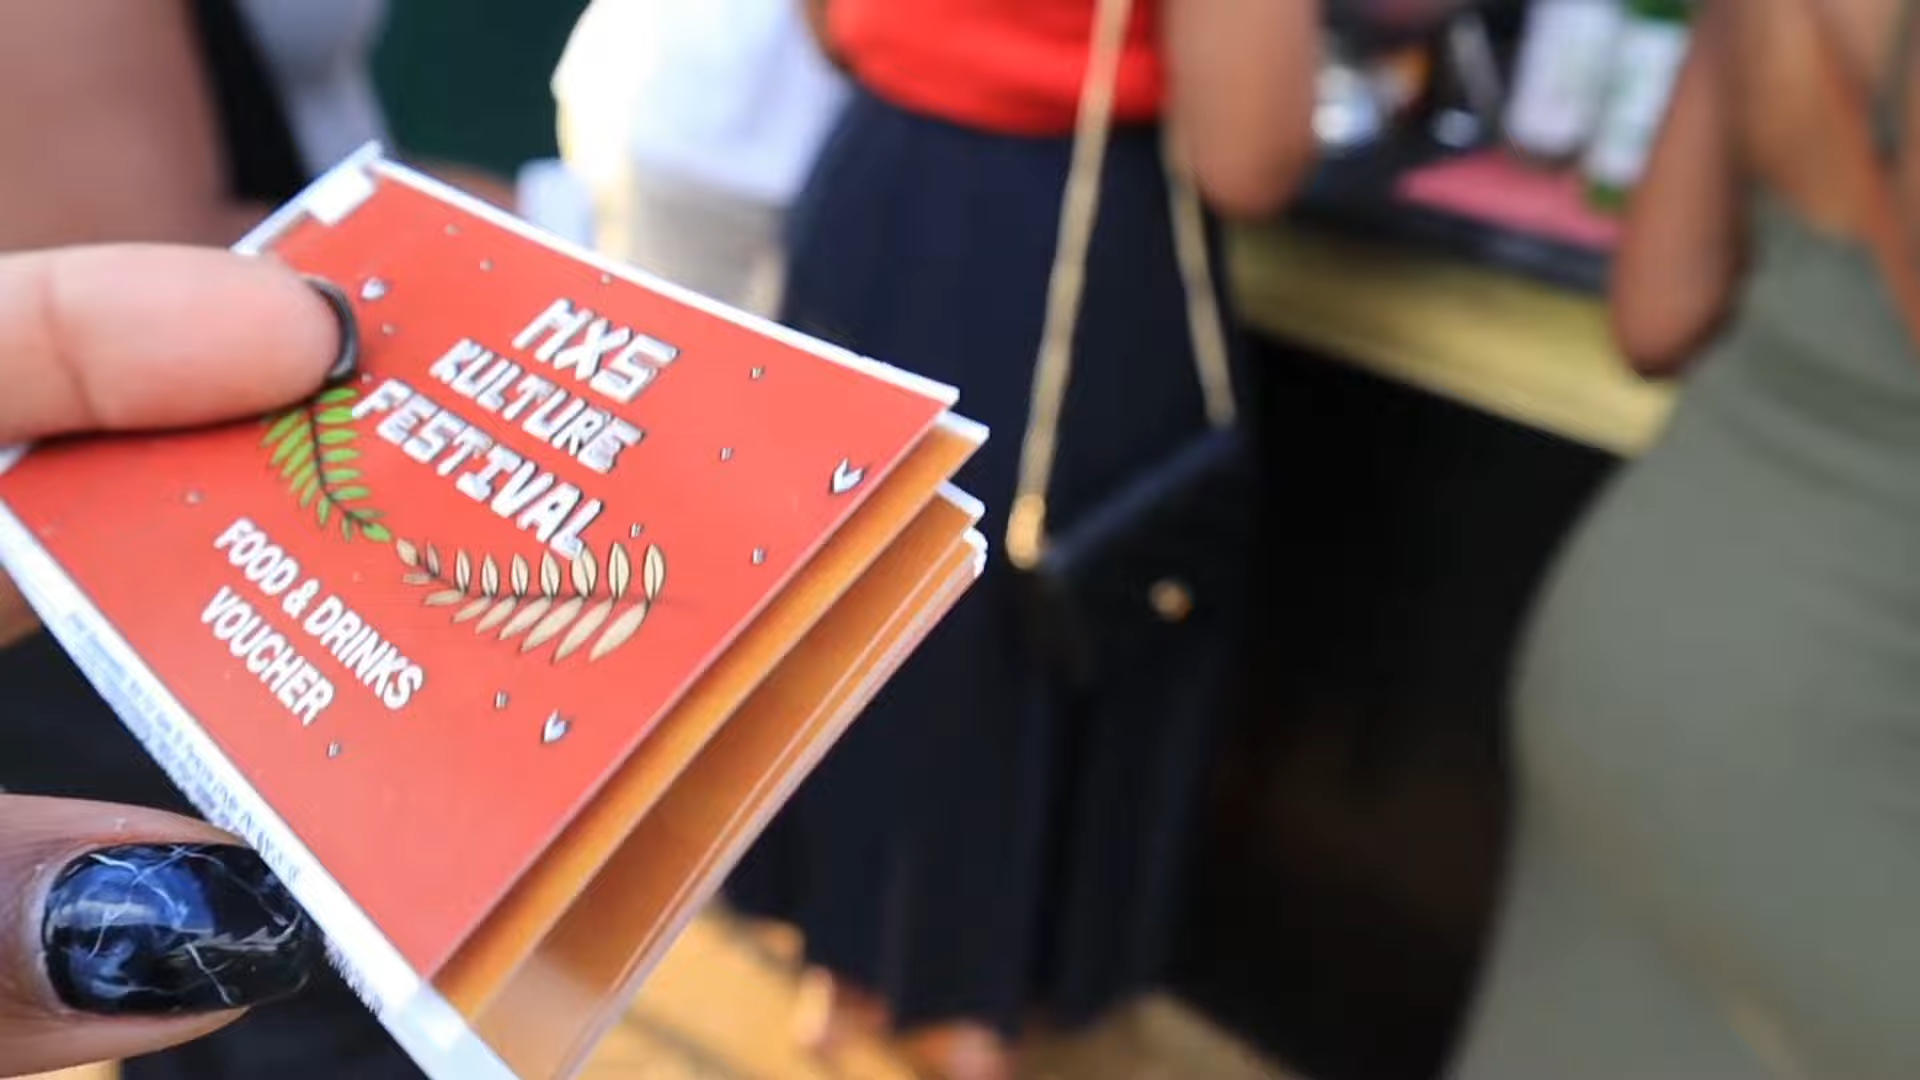 MXS
KULTURE
FESTIVAL
FOOD & DRINKS
VOUCHER